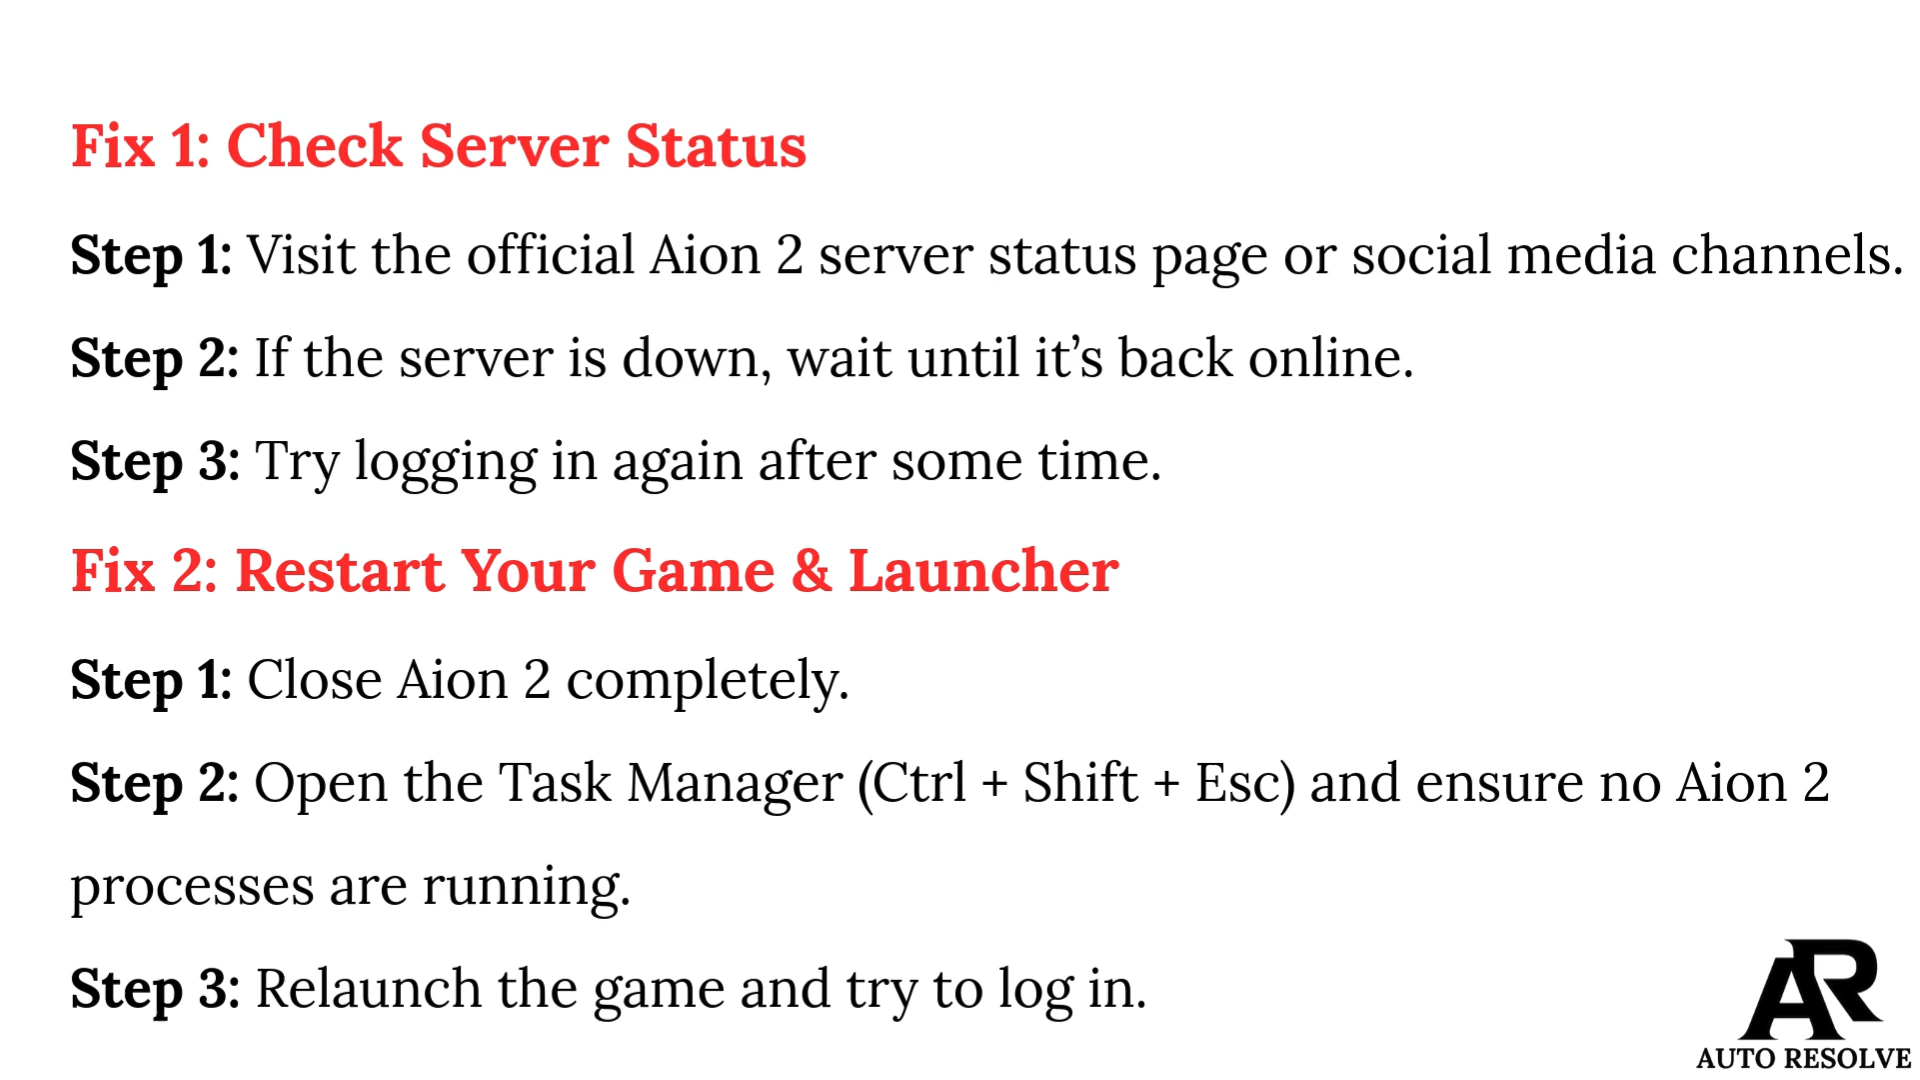 Fix 1: Check Server Status
Step 1: Visit the official Aion 2 server status page or social media channels.
Step 2: If the server is down, wait until it’s back online.
Step 3: Try logging in again after some time.
Fix 2: Restart Your Game & Launcher
Step 1: Close Aion 2 completely.
Step 2: Open the Task Manager (Ctrl + Shift + Esc) and ensure no Aion 2
processes are running.
Step 3: Relaunch the game and try to log in.
AR
AUTO RESOLVE